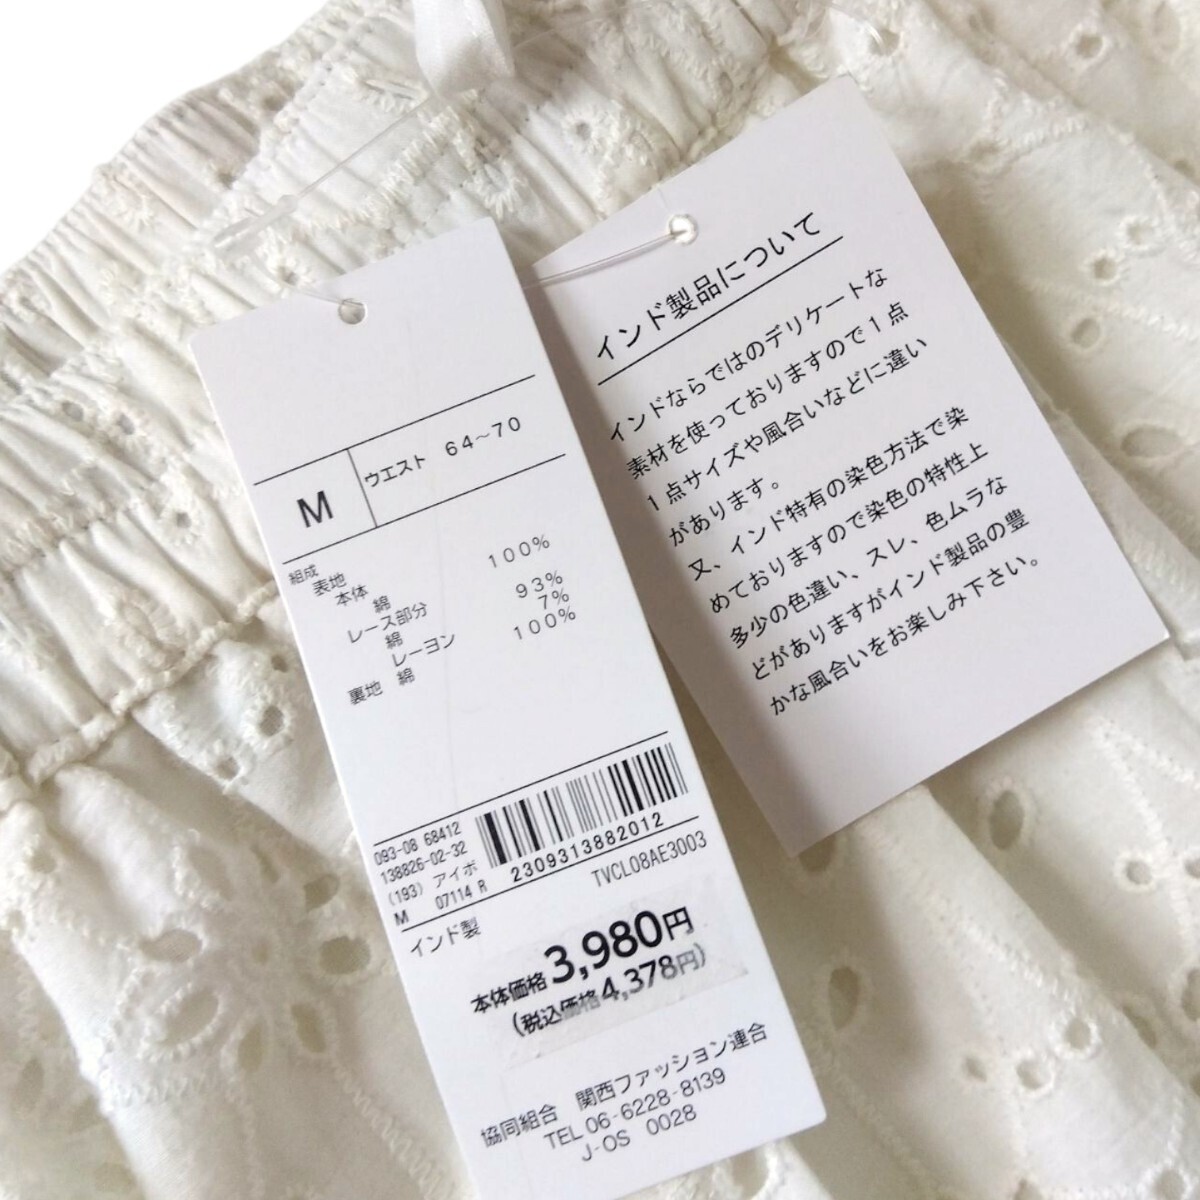 M
ウエスト 64～70
組成
表地
本体
綿 100%
レース部分
綿 93%
レーヨン 7%
裏地 綿 100%
093-08 68412
138826-02-32
(193) アイボ
M 07114 R
2309313882012
TVCL08AE3003
インド製
本体価格3,980円
(税込価格4,378円)
協同組合 関西ファッション連合
TEL 06-6228-8139
J-OS 0028
インド製品について
インドならではのデリケートな
素材を使っておりますので1点
1点サイズや風合いなどに違い
があります。
又、インド特有の染色方法で染
めておりますので染色の特性上
多少の色違い、スレ、色ムラな
どがありますがインド製品の豊
かな風合いをお楽しみ下さい。